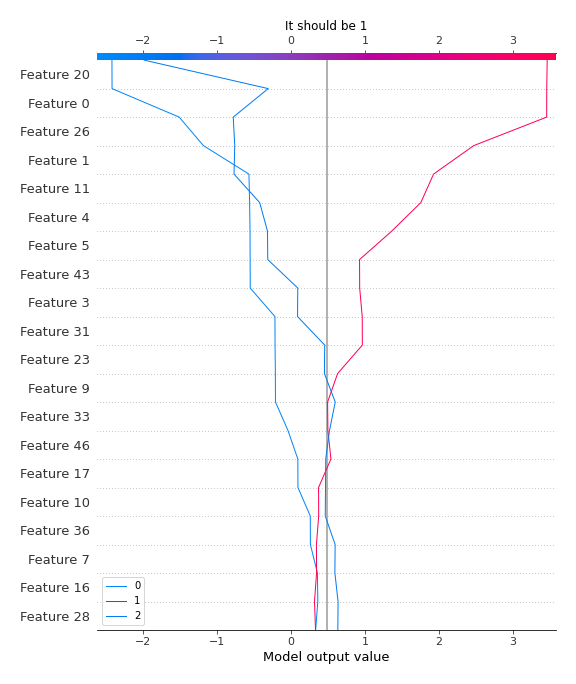 It should be 1
−2 −1 0 1 2 3
Feature 20
Feature 0
Feature 26
Feature 1
Feature 11
Feature 4
Feature 5
Feature 43
Feature 3
Feature 31
Feature 23
Feature 9
Feature 33
Feature 46
Feature 17
Feature 10
Feature 36
Feature 7
Feature 16
Feature 28
0
1
2
−2 −1 0 1 2 3
Model output value